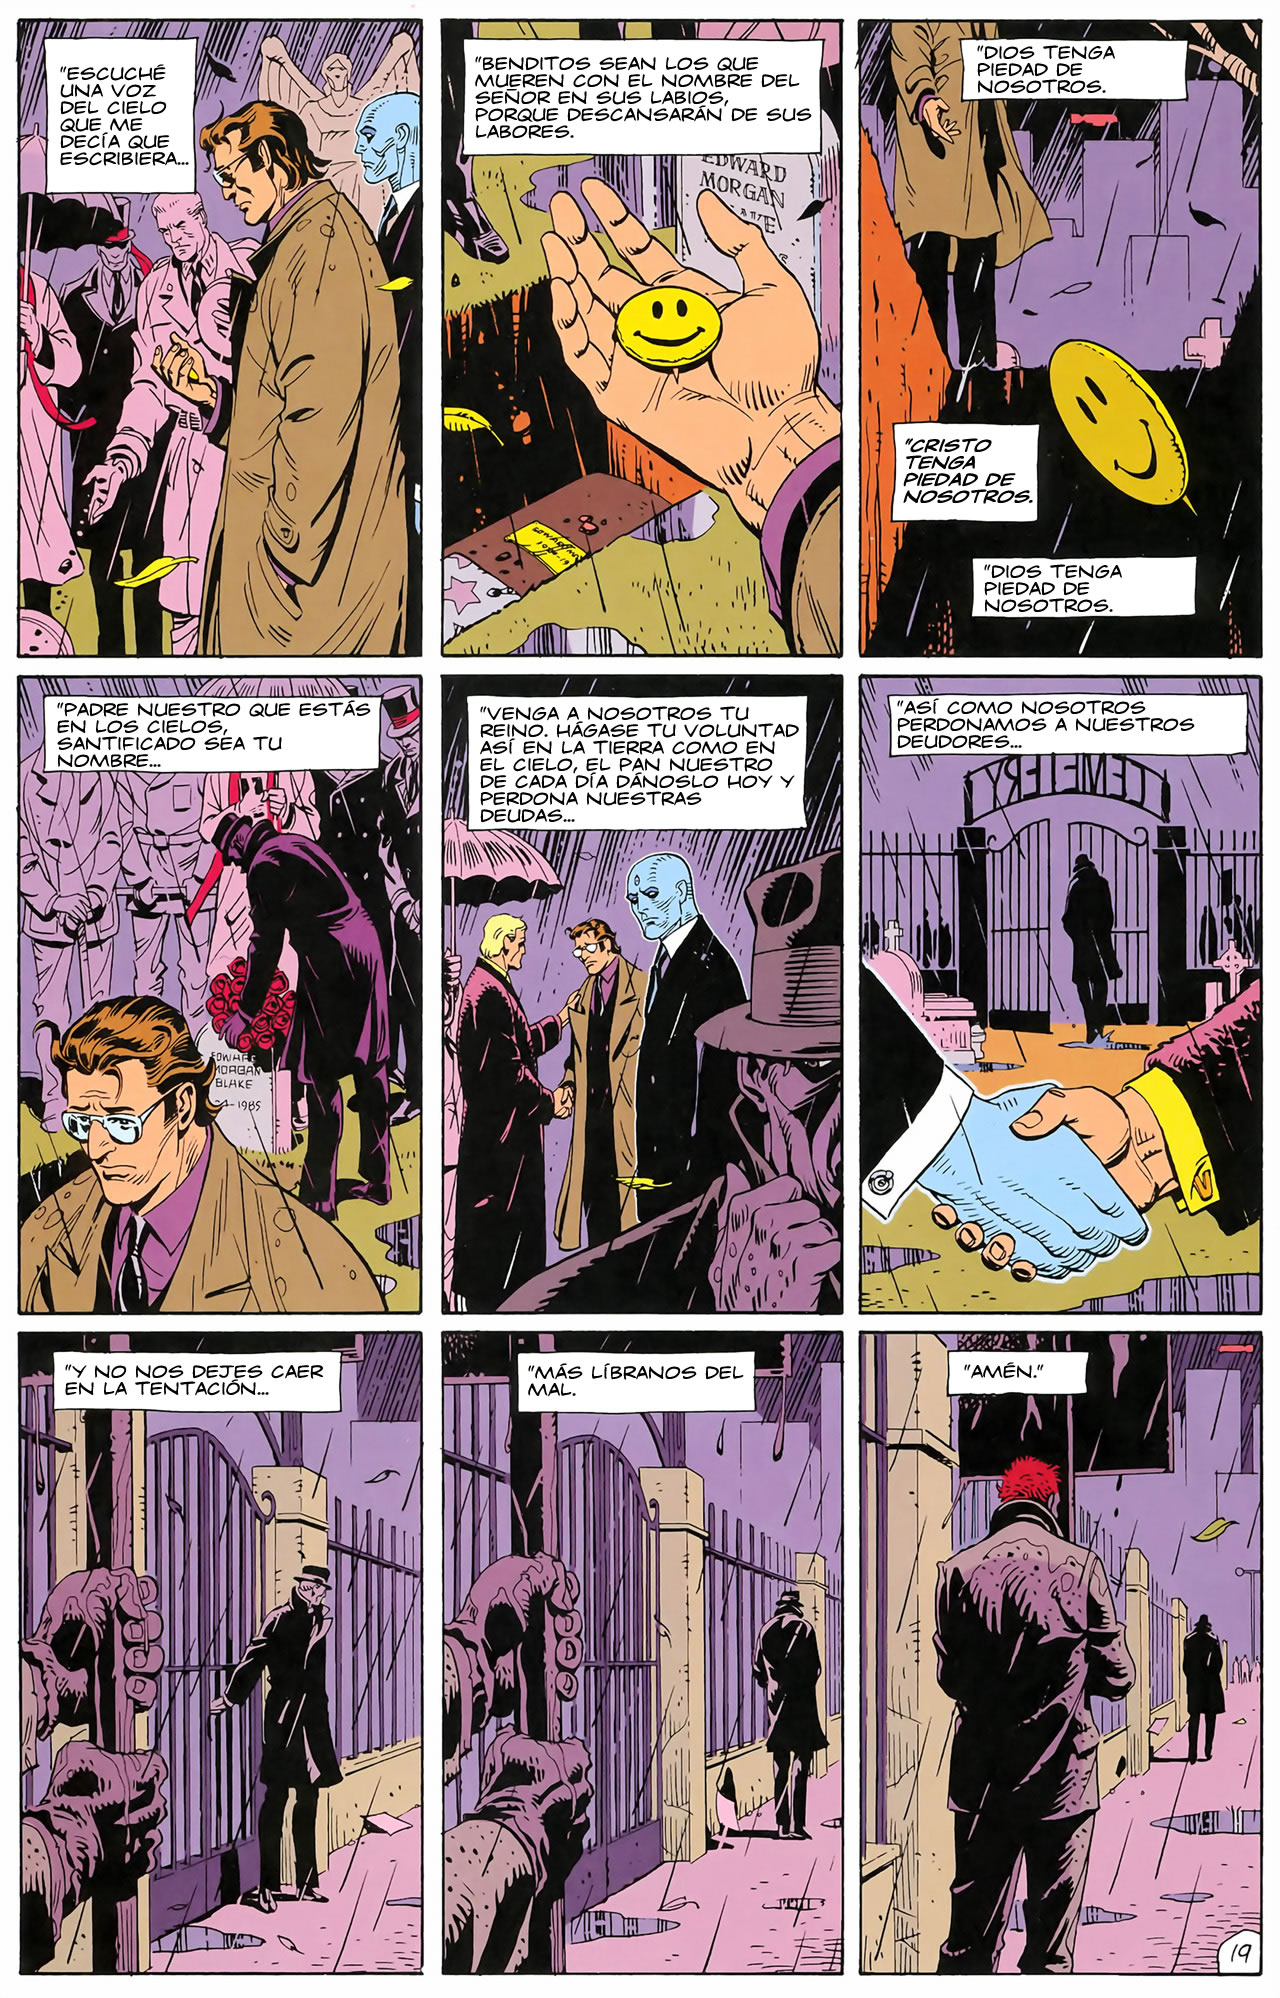 "ESCUCHÉ
UNA VOZ
DEL CIELO
QUE ME
DECÍA QUE
ESCRIBIERA...
"BENDITOS SEAN LOS QUE
MUEREN CON EL NOMBRE DEL
SEÑOR EN SUS LABIOS,
PORQUE DESCANSARÁN DE SUS
LABORES.
EDWARD
MORGAN
"DIOS TENGA
PIEDAD DE
NOSOTROS.
"CRISTO
TENGA
PIEDAD DE
NOSOTROS.
"DIOS TENGA
PIEDAD DE
NOSOTROS.
"PADRE NUESTRO QUE ESTÁS
EN LOS CIELOS,
SANTIFICADO SEA TU
NOMBRE...
EDWARD
MORGAN
BLAKE
-1985
"VENGA A NOSOTROS TU
REINO. HÁGASE TU VOLUNTAD
ASÍ EN LA TIERRA COMO EN
EL CIELO, EL PAN NUESTRO
DE CADA DÍA DÁNOSLO HOY Y
PERDONA NUESTRAS
DEUDAS...
"ASÍ COMO NOSOTROS
PERDONAMOS A NUESTROS
DEUDORES...
CEMETERY
V
"Y NO NOS DEJES CAER
EN LA TENTACIÓN...
"MÁS LÍBRANOS DEL
MAL.
"AMÉN."
19